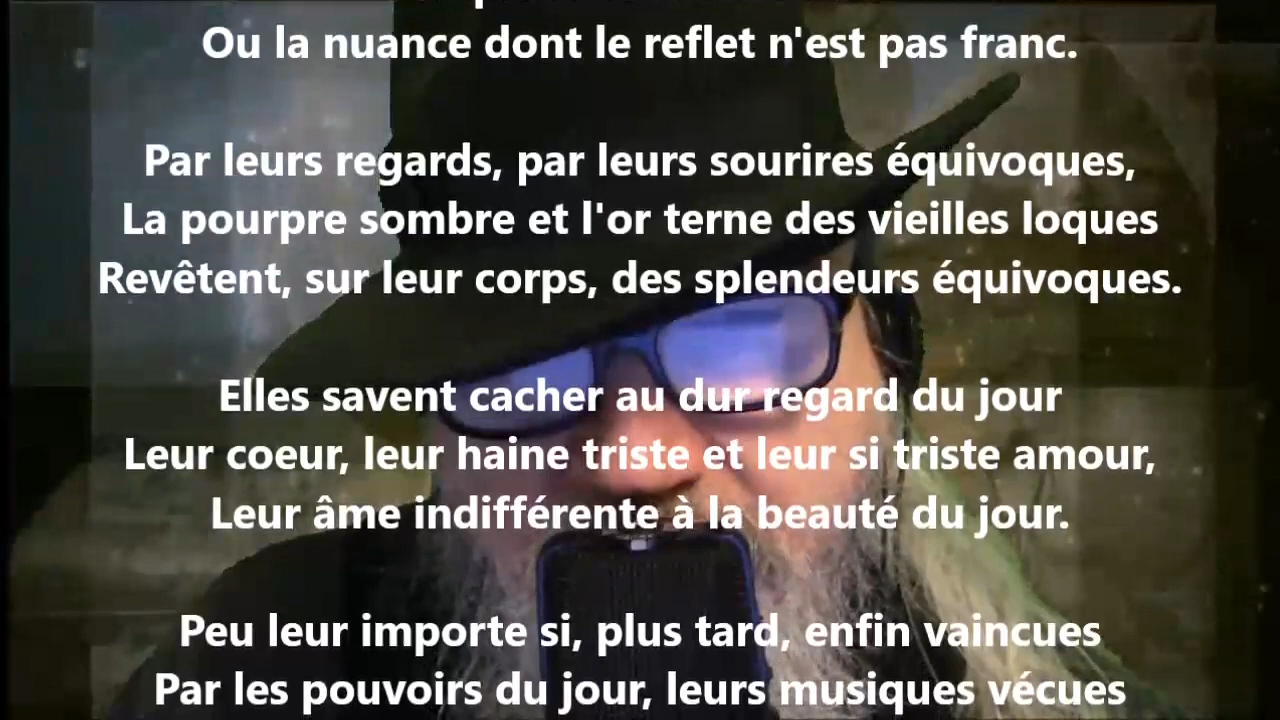 Ou la nuance dont le reflet n'est pas franc.
Par leurs regards, par leurs sourires équivoques,
La pourpre sombre et l'or terne des vieilles loques
Revêtent, sur leur corps, des splendeurs équivoques.
Elles savent cacher au dur regard du jour
Leur coeur, leur haine triste et leur si triste amour,
Leur âme indifférente à la beauté du jour.
Peu leur importe si, plus tard, enfin vaincues
Par les pouvoirs du jour, leurs musiques vécues